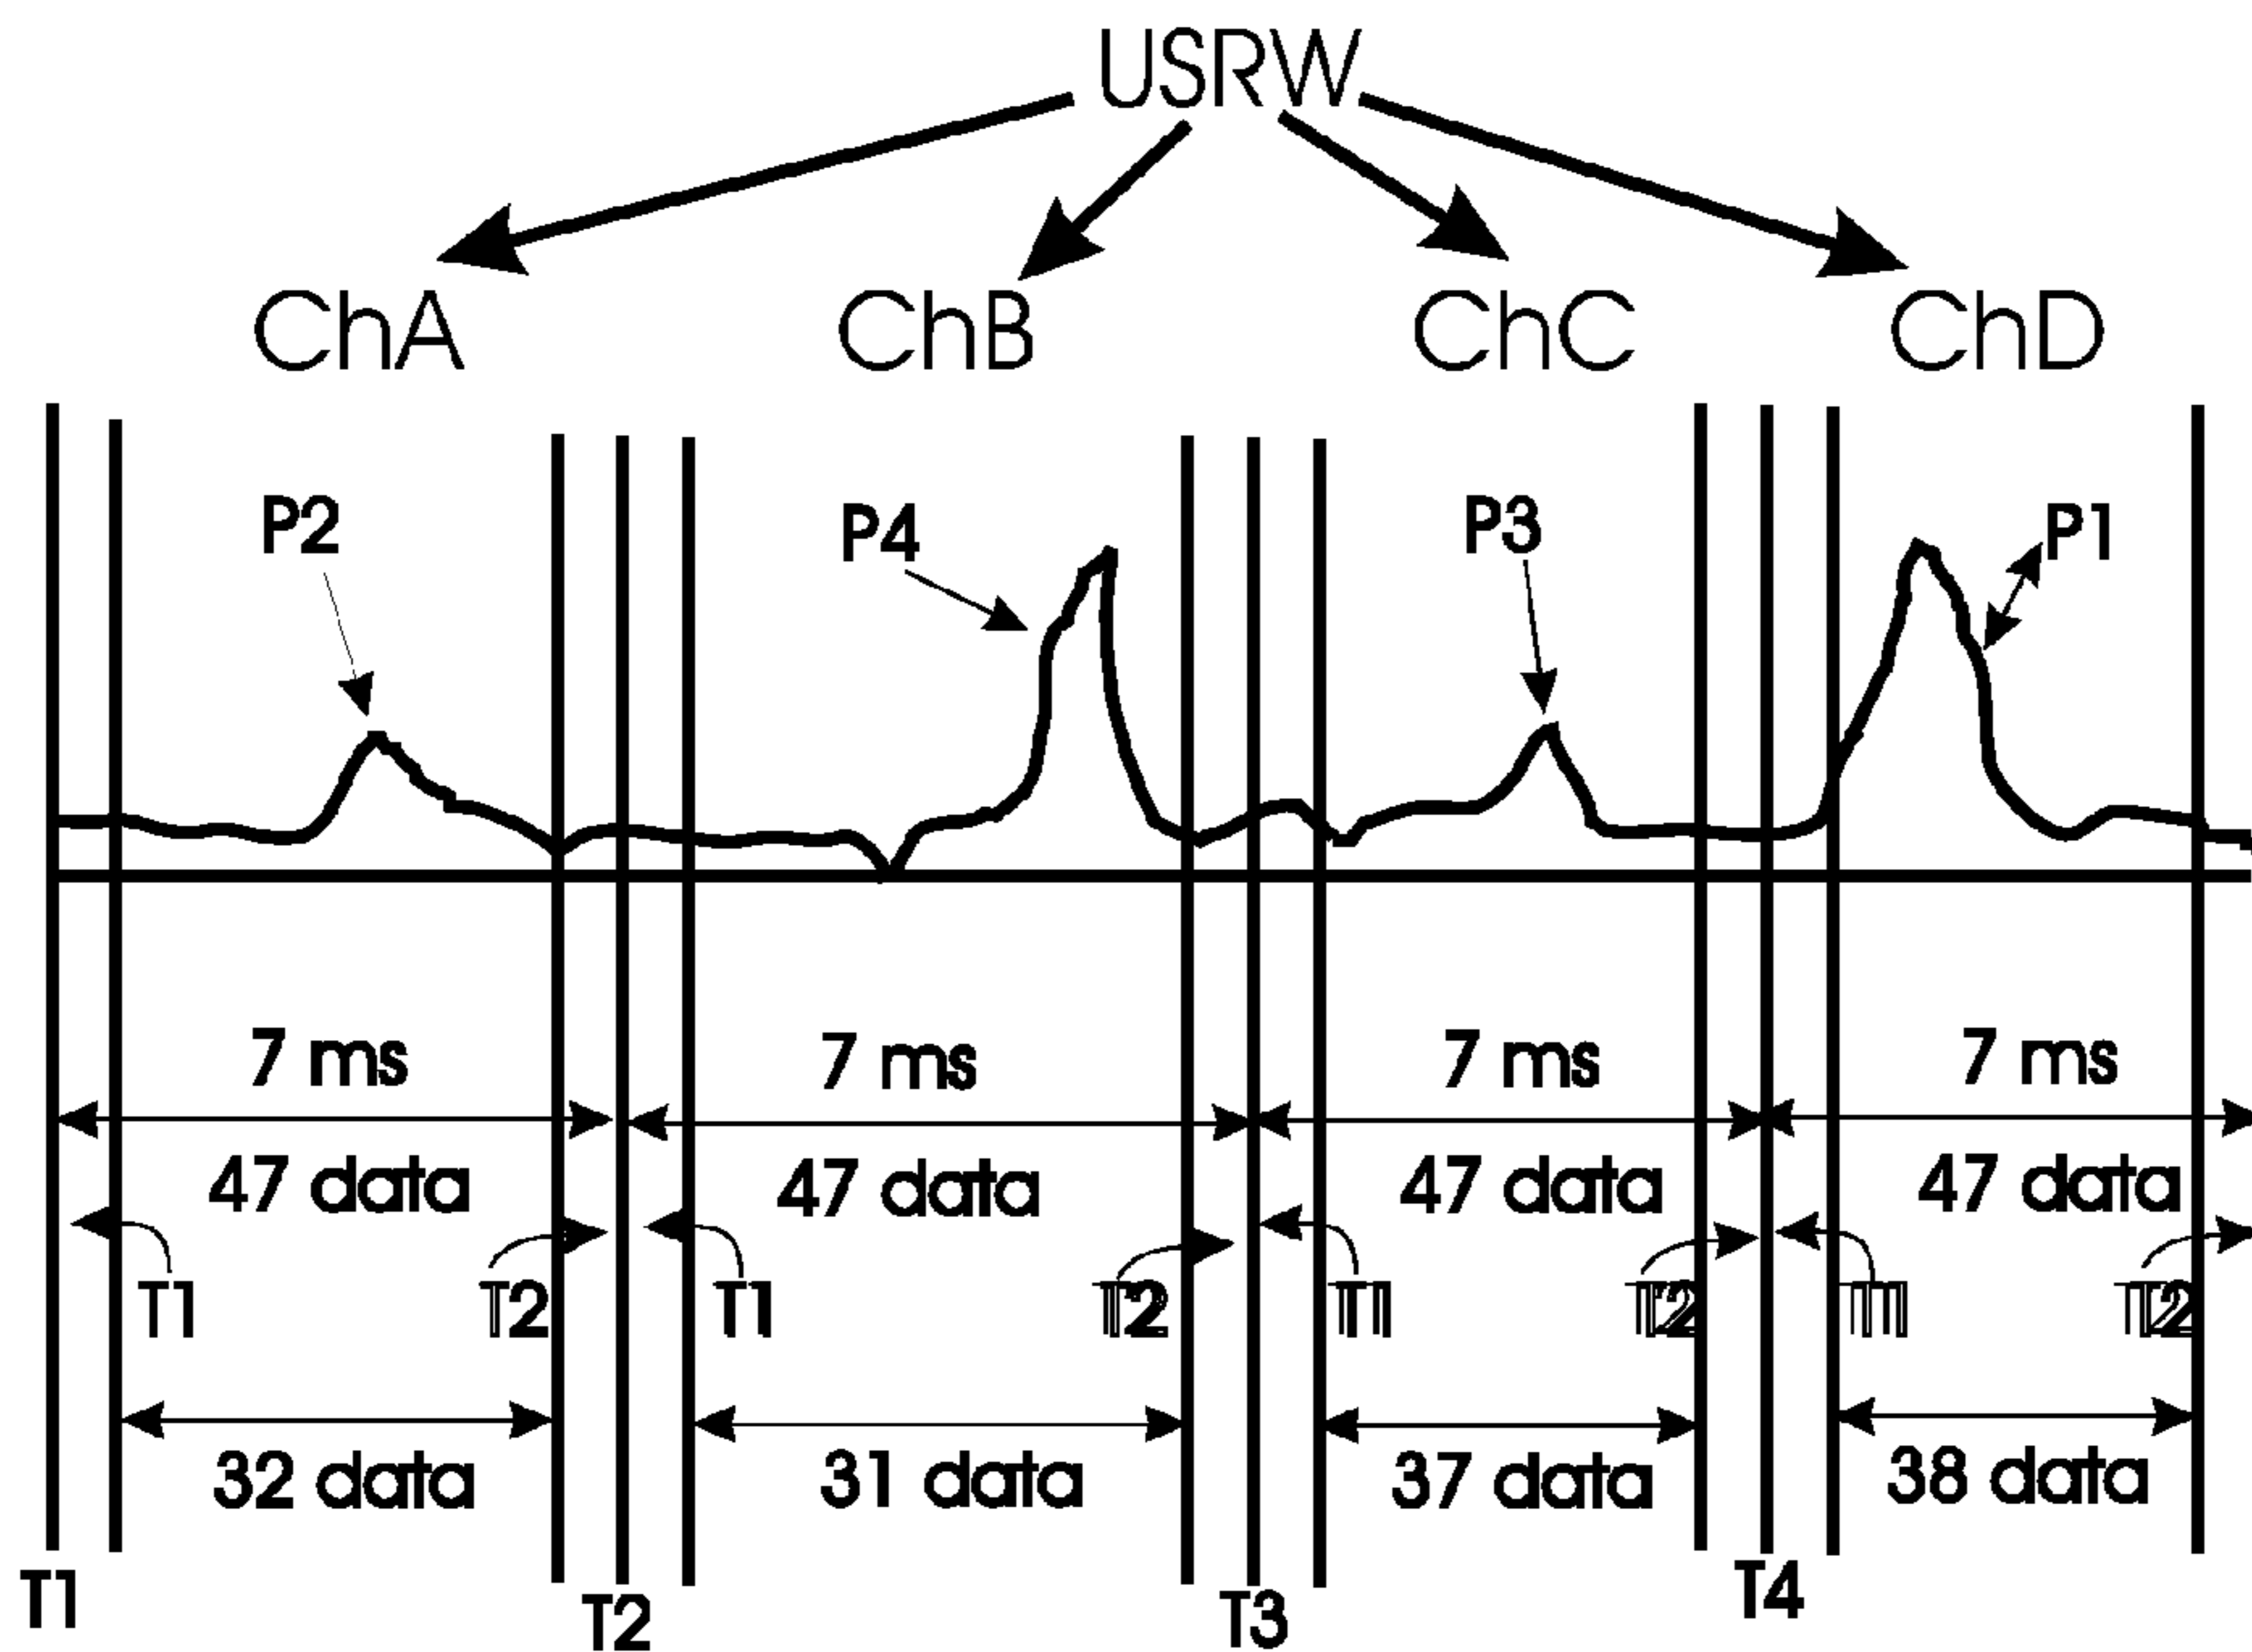 USRW
ChA ChB ChC ChD
P2 P4 P3 P1
7 ms 7 ms 7 ms 7 ms
47 data 47 data 47 data 47 data
T1 T2 T1 T2 T1 T2 T1 T2
32 data 31 data 37 data 38 data
T1 T2 T3 T4